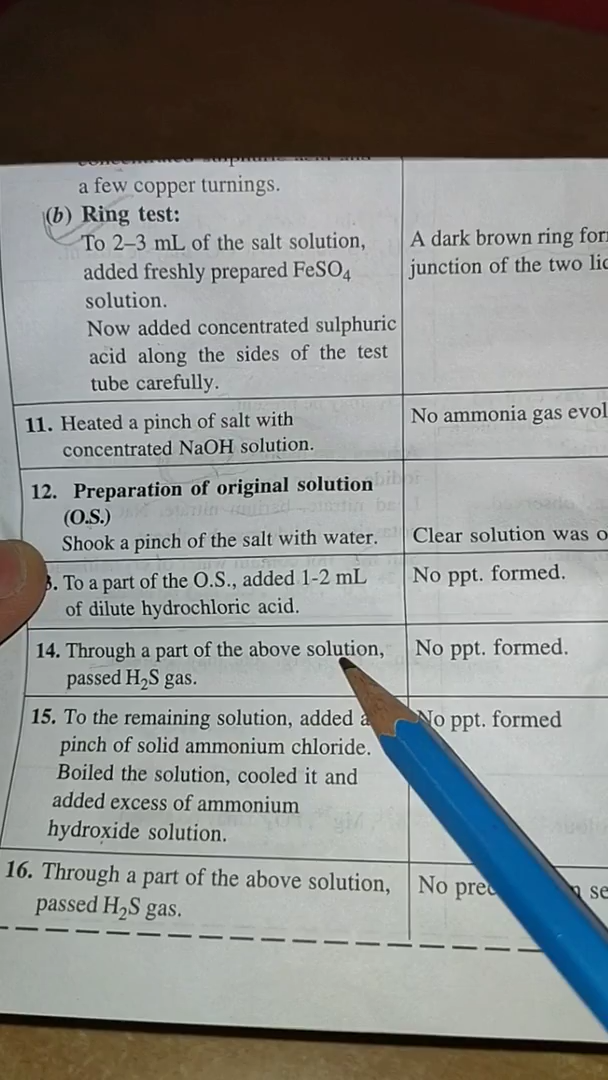 a few copper turnings.
(b) Ring test:
To 2–3 mL of the salt solution,
added freshly prepared FeSO₄
solution.
Now added concentrated sulphuric
acid along the sides of the test
tube carefully.
A dark brown ring
junction of the two
11. Heated a pinch of salt with
concentrated NaOH solution.
No ammonia gas
12. Preparation of original solution
(O.S.)
Shook a pinch of the salt with water.
Clear solution was
To a part of the O.S., added 1-2 mL
of dilute hydrochloric acid.
No ppt. formed.
14. Through a part of the above solution,
passed H₂S gas.
No ppt. formed.
15. To the remaining solution, added
pinch of solid ammonium chloride.
Boiled the solution, cooled it and
added excess of ammonium
hydroxide solution.
No ppt. formed
16. Through a part of the above solution,
passed H₂S gas.
No